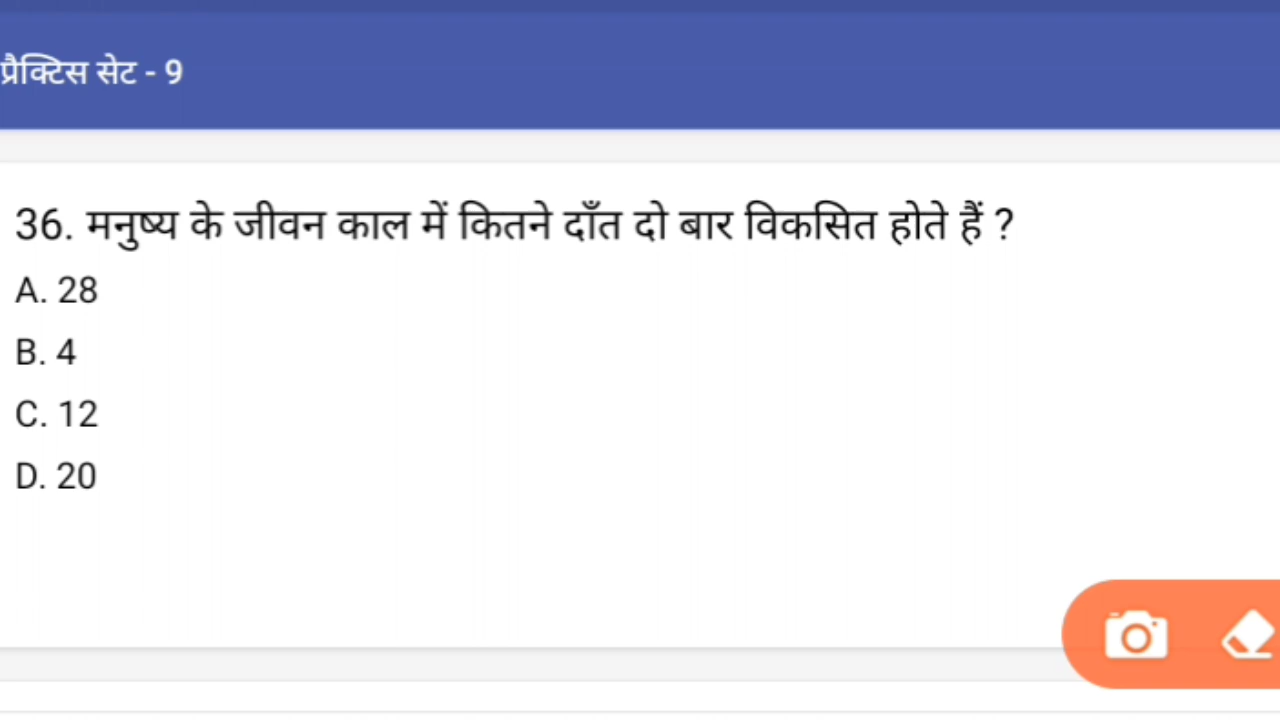 प्रैक्टिस सेट - 9
36. मनुष्य के जीवन काल में कितने दाँत दो बार विकसित होते हैं ?
A. 28
B. 4
C. 12
D. 20